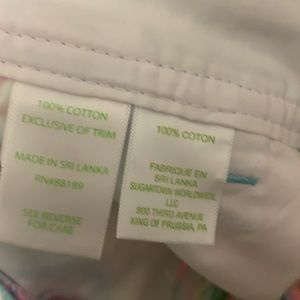 100% COTTON
EXCLUSIVE OF TRIM
MADE IN SRI LANKA
RN#88189
SEE REVERSE
FOR CARE
100% COTON
FABRIQUE EN
SRI LANKA
SUGARTOWN WORLDWIDE,
LLC
800 THIRD AVENUE
KING OF PRUSSIA, PA